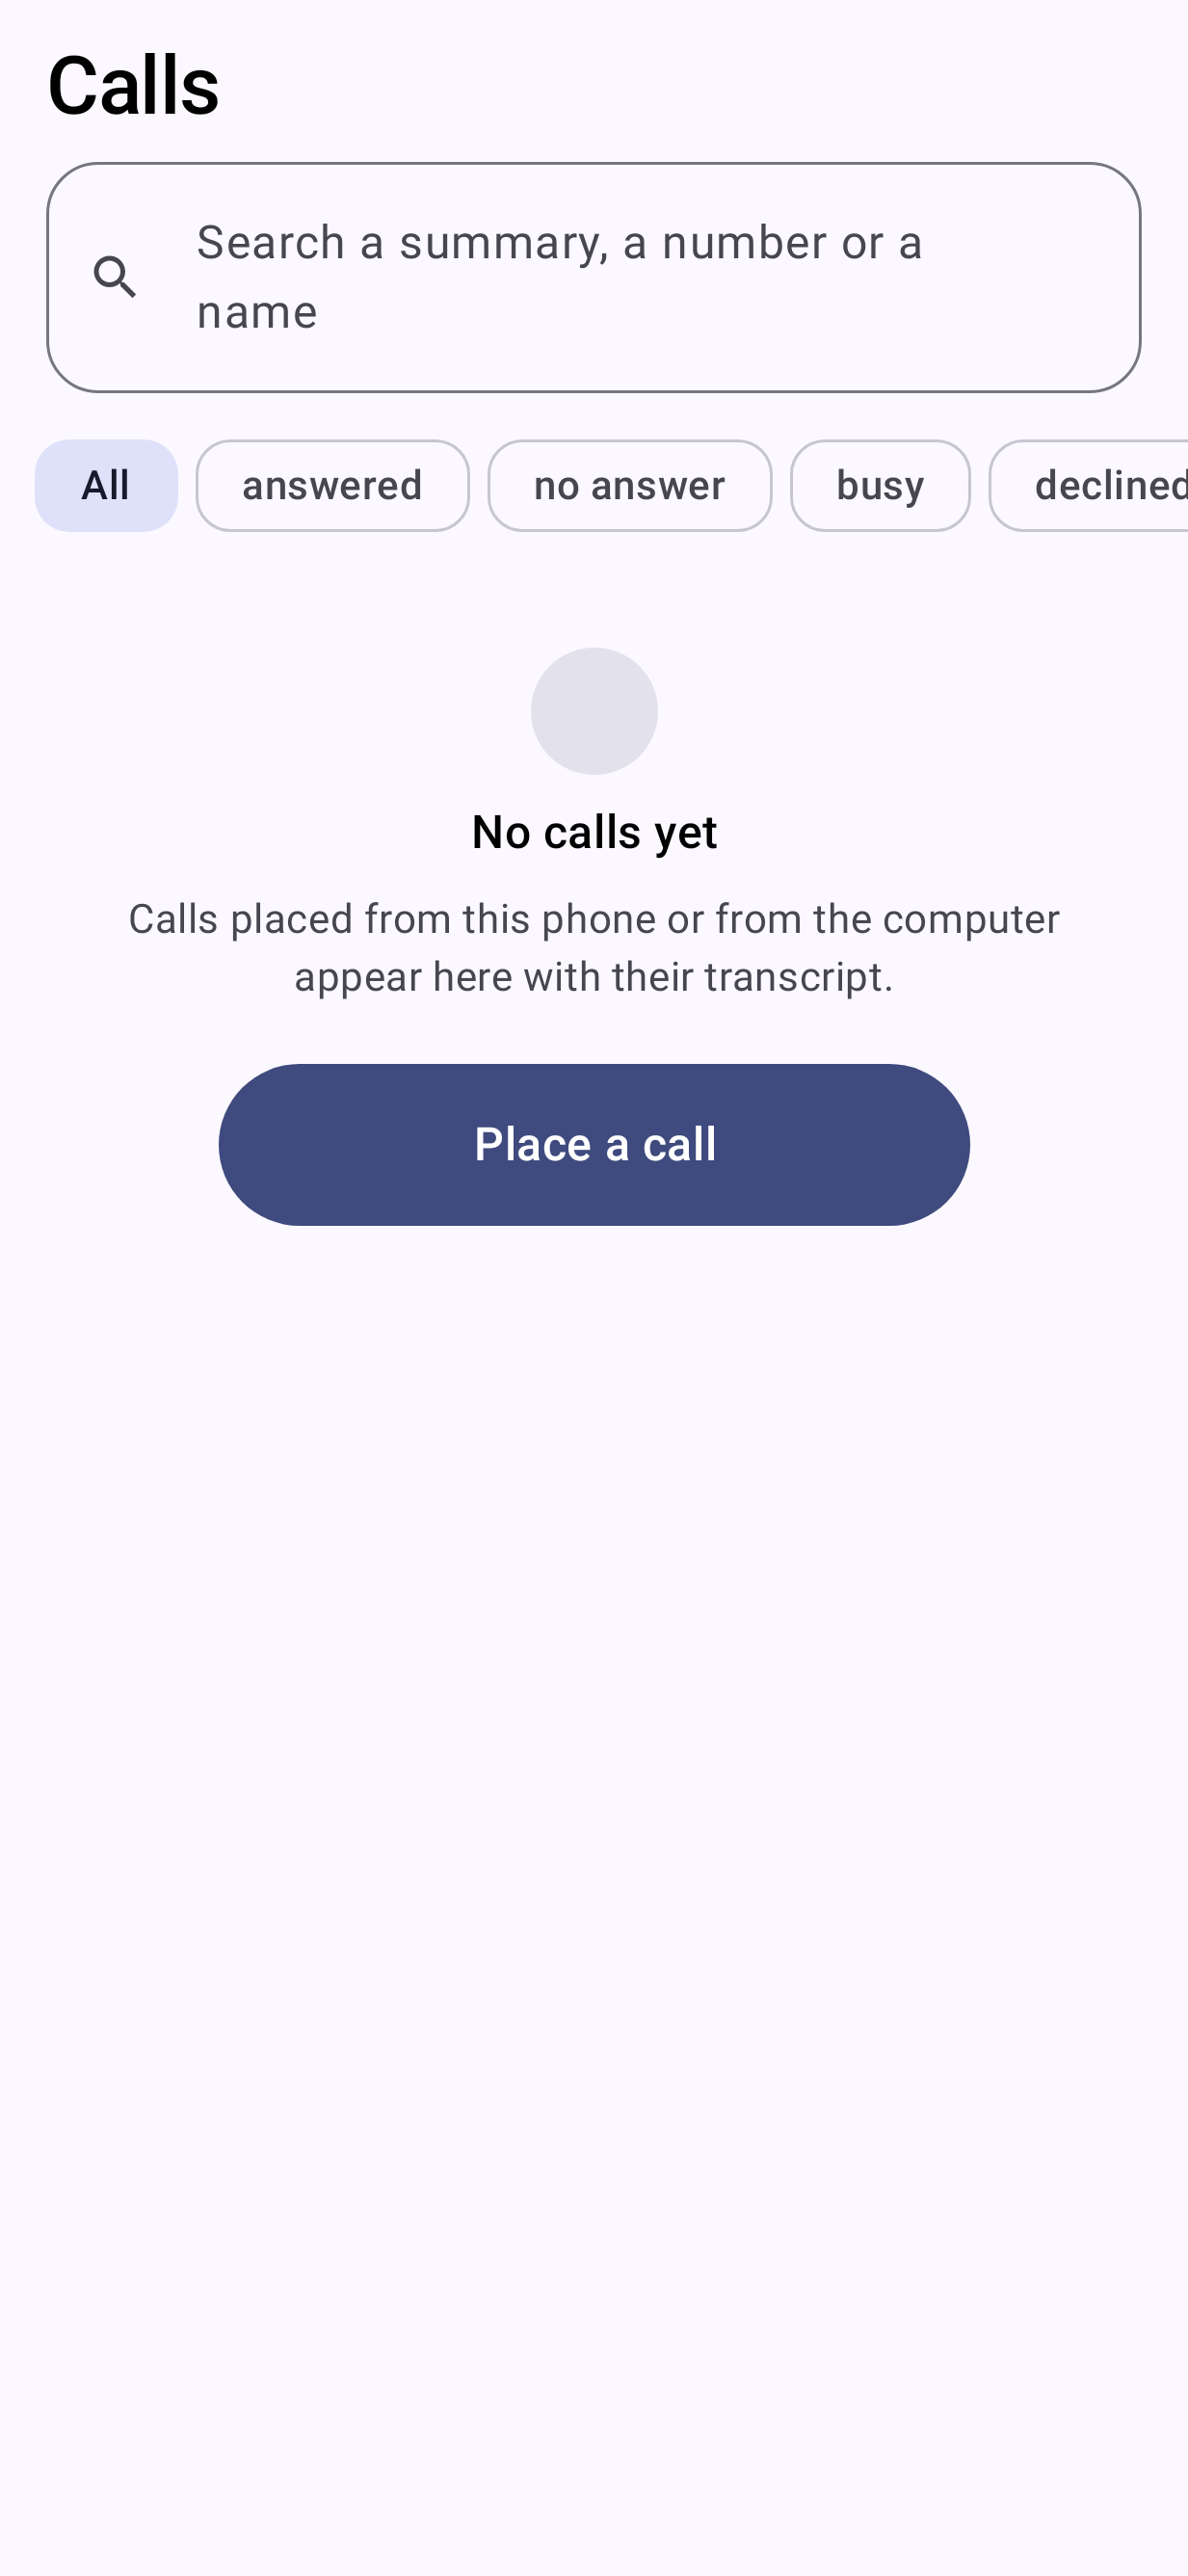 Calls
Search a summary, a number or a
name
All
answered
no answer
busy
declined
No calls yet
Calls placed from this phone or from the computer
appear here with their transcript.
Place a call